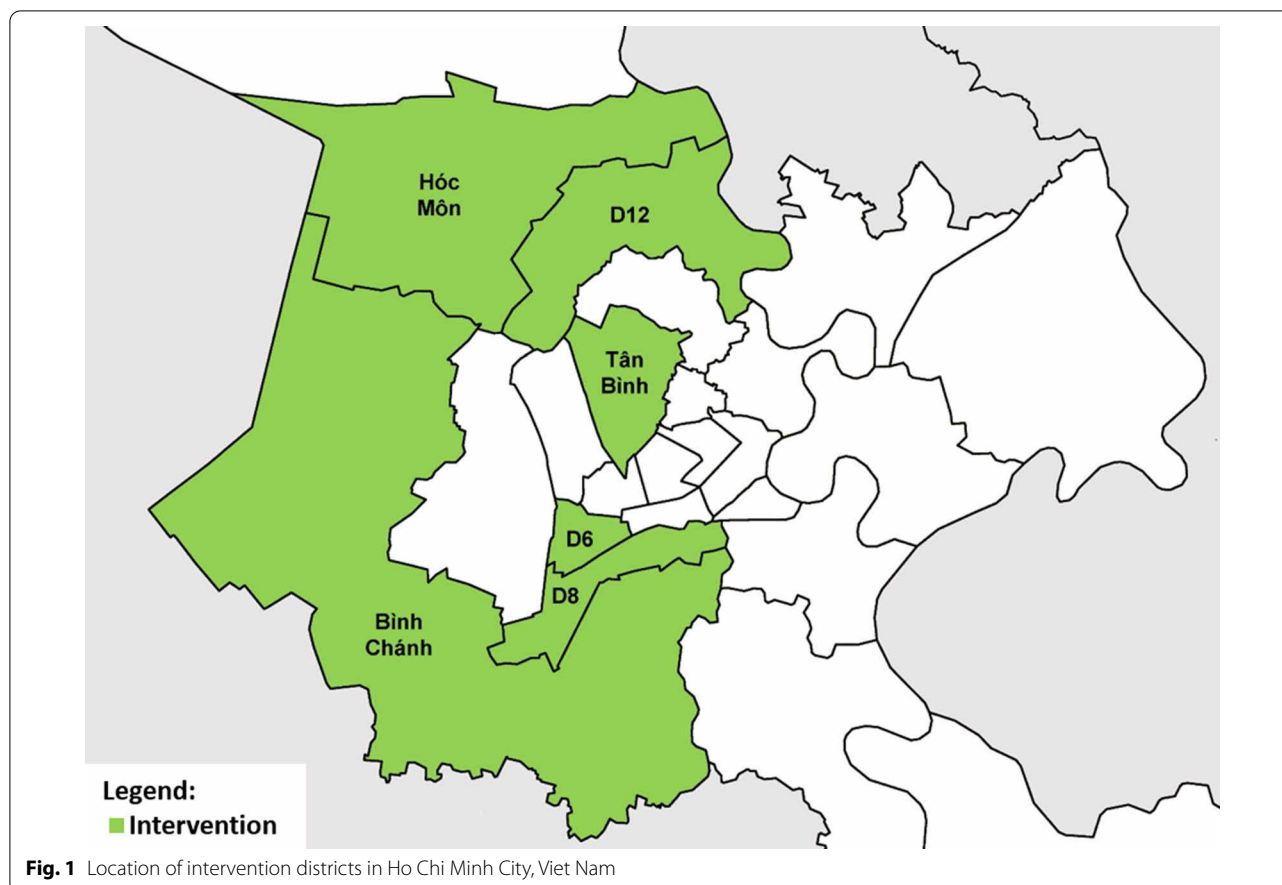 Hóc
Môn
D12
Tân
Bình
D6
D8
Bình
Chánh
Legend:
Intervention
Fig. 1 Location of intervention districts in Ho Chi Minh City, Viet Nam